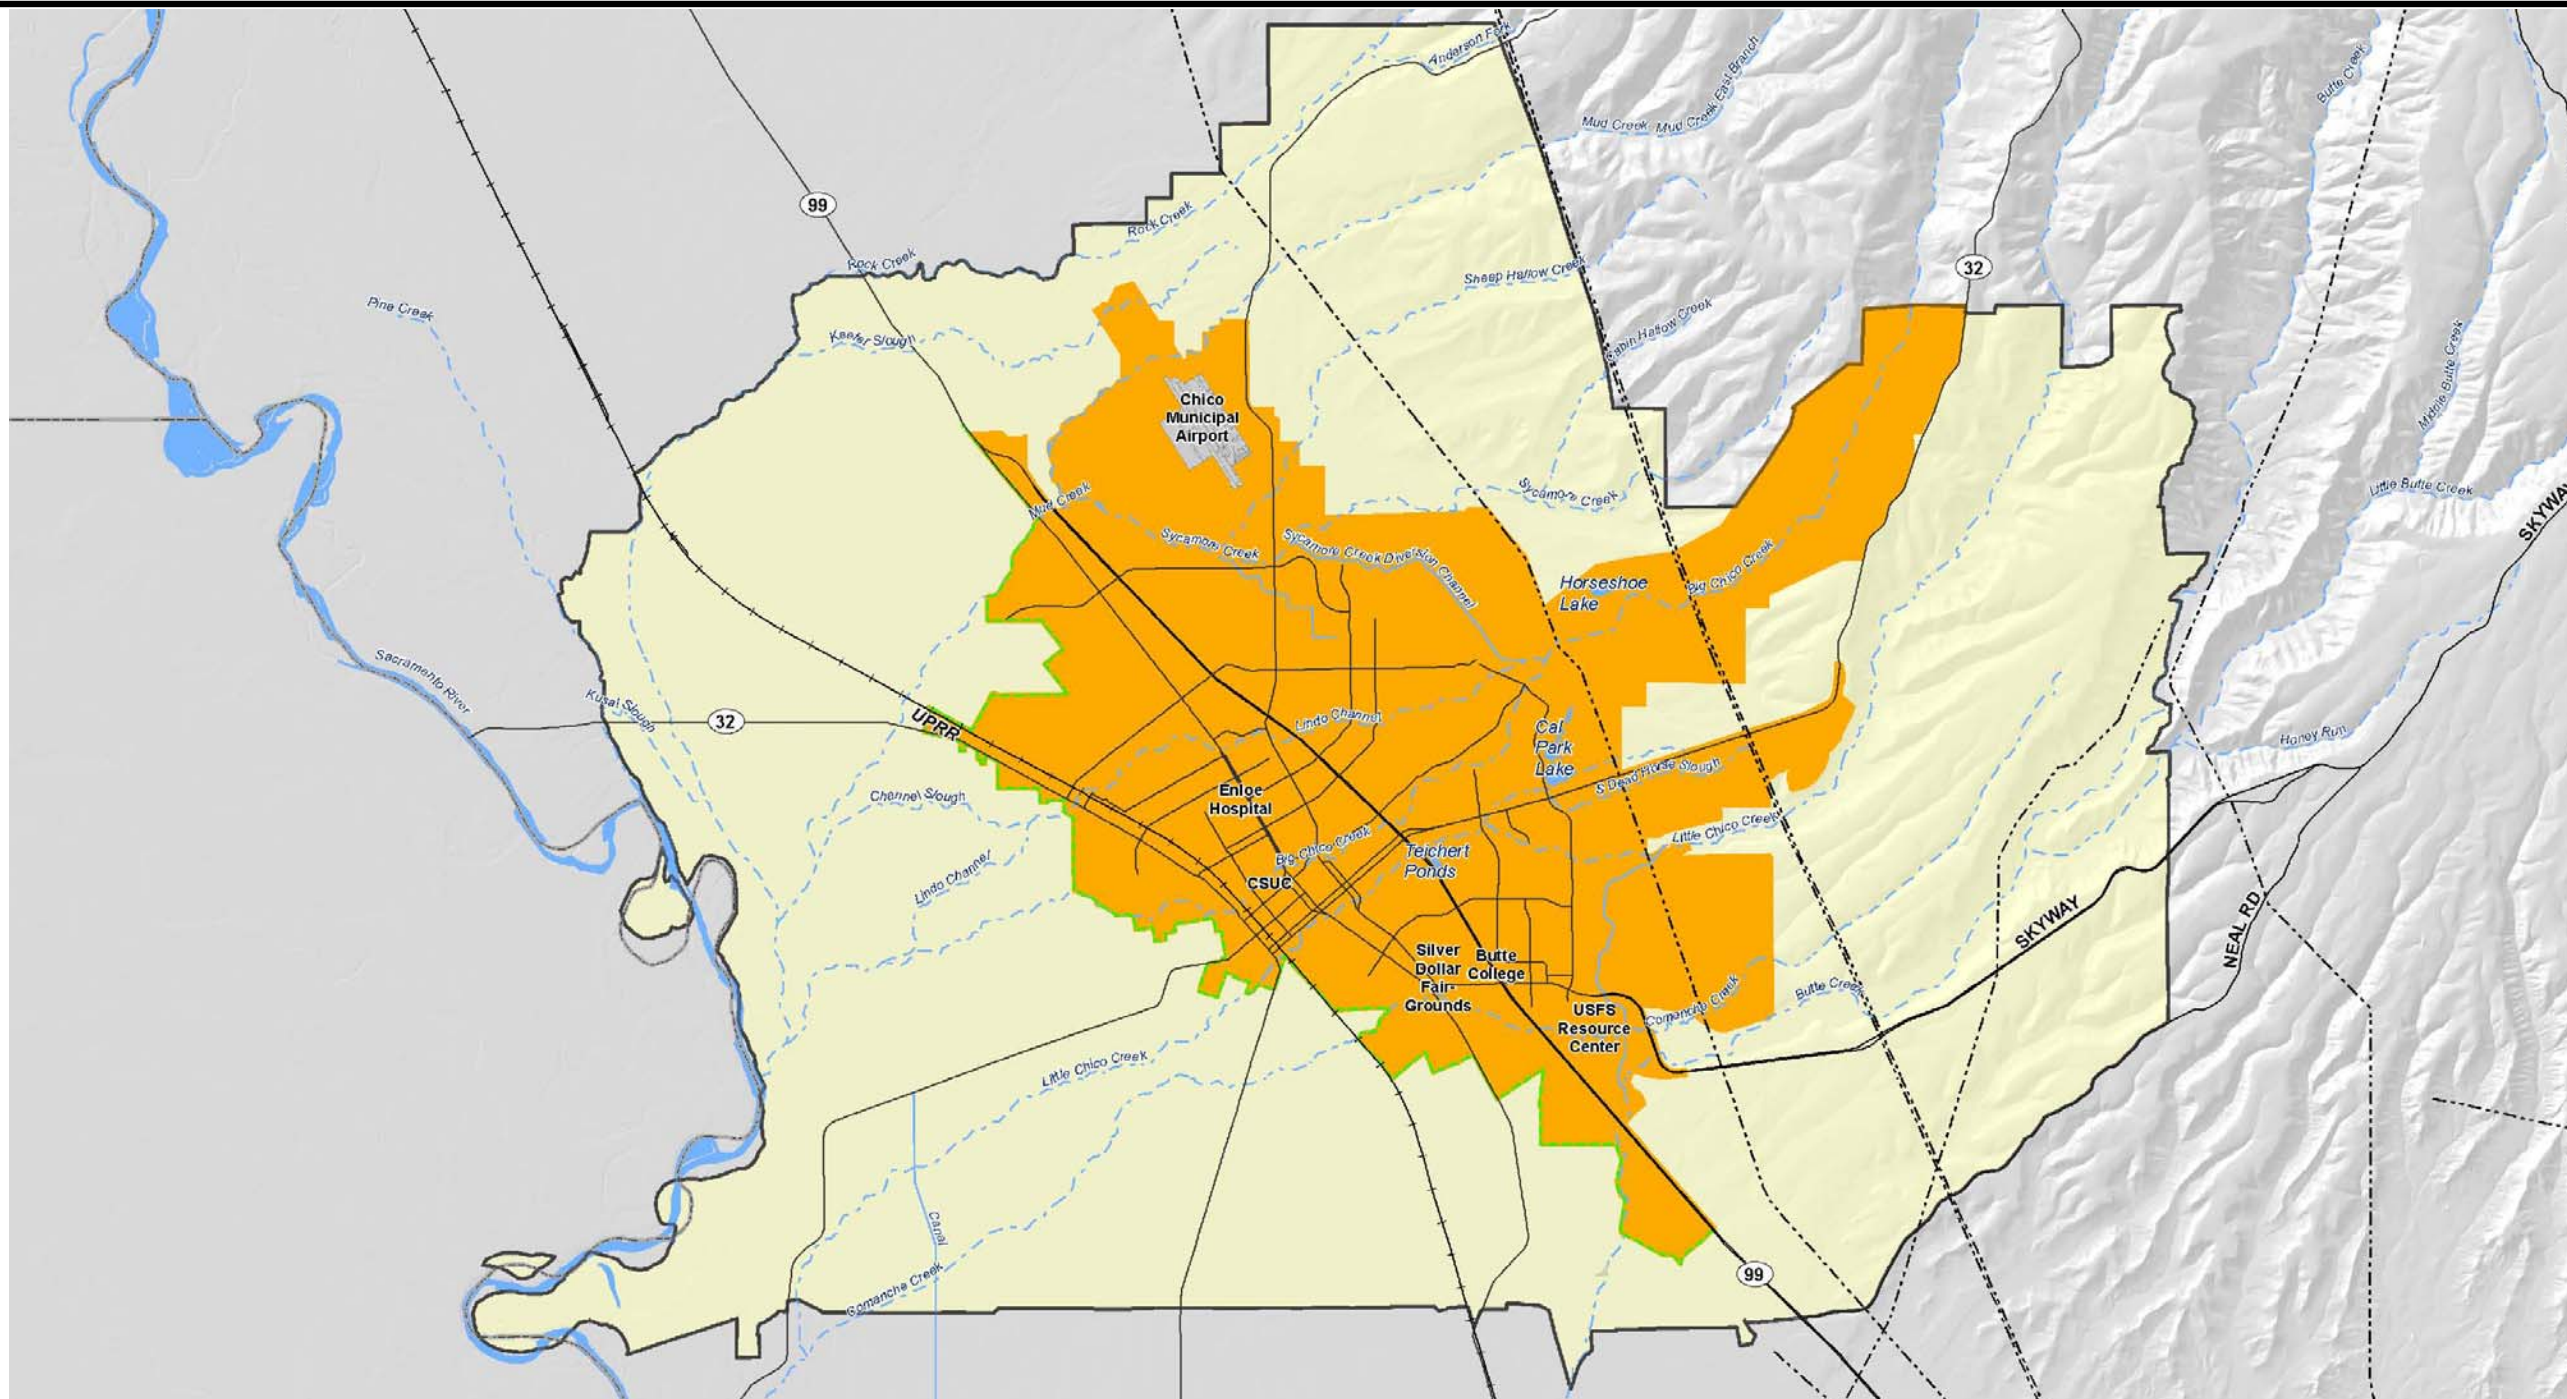 Anderson Fork
Mud Creek East Branch
Mud Creek
Butte Creek
99
Rock Creek
Rock Creek
32
Sheep Hallow Creek
Pine Creek
Cabin Hallow Creek
Keefer Slough
Middle Butte Creek
Chico
Municipal
Airport
Sycamore Creek
Little Butte Creek
Mud Creek
SKYWAY
Sycamore Creek
Sycamore Creek Diversion Channel
Big Chico Creek
Horseshoe
Lake
Sacramento River
Kusal Slough
32
UPRR
Lindo Channel
Cal
Park
Lake
Honey Run
S Dead Horse Slough
Enloe
Hospital
Channel Slough
Little Chico Creek
Big Chico Creek
Teichert
Ponds
Lindo Channel
CSUC
SKYWAY
NEAL RD
Silver
Dollar
Fair-
Grounds
Butte
College
Butte Creek
Comanche Creek
USFS
Resource
Center
Little Chico Creek
Canal
99
Comanche Creek